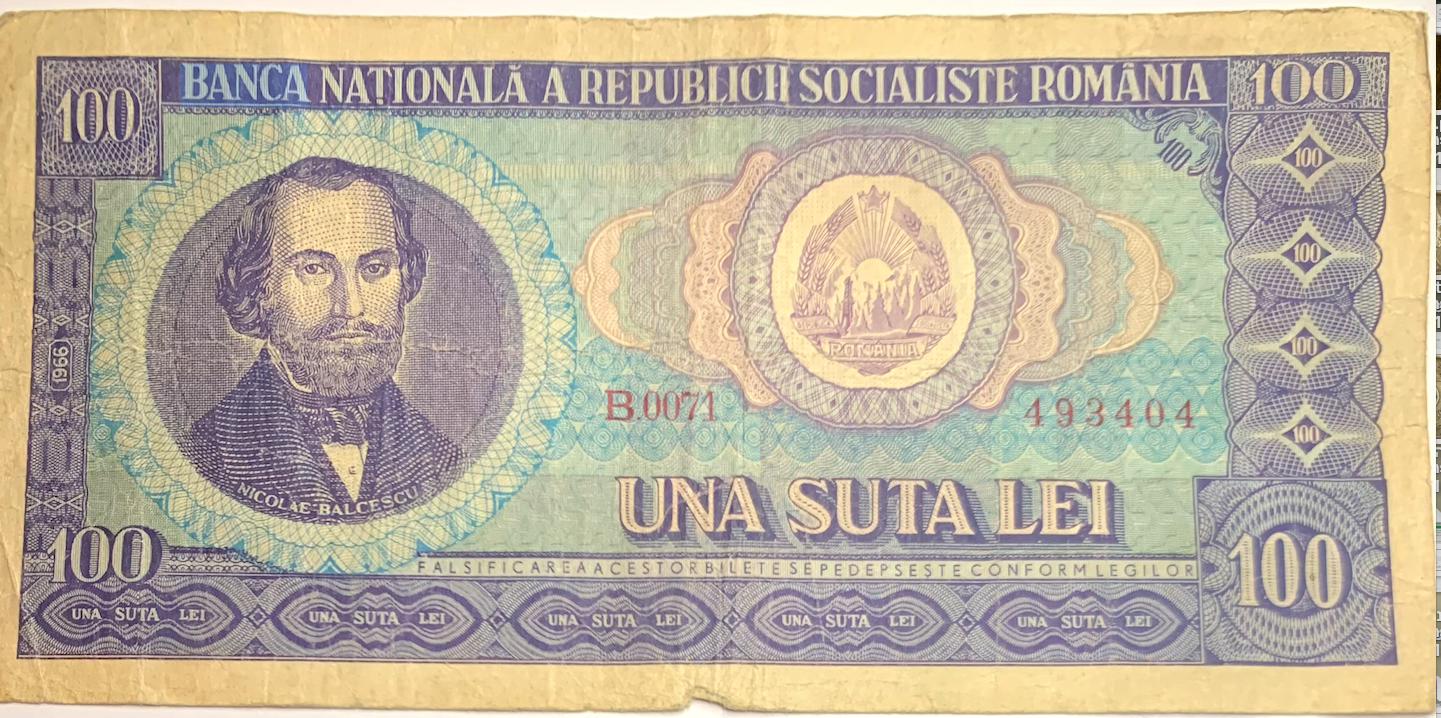 100 BANCA NAȚIONALĂ A REPUBLICII SOCIALISTE ROMÂNIA 100
100
100
100
100
100
1966
ROMÂNIA
B.0071 493404
NICOLAE BALCESCU
UNA SUTA LEI
100 100
FALSIFICAREA ACESTOR BILETE SE PEDEPSEȘTE CONFORM LEGILOR
UNA SUTA LEI UNA SUTA LEI UNA SUTA LEI UNA SUTA LEI UNA SUTA LEI